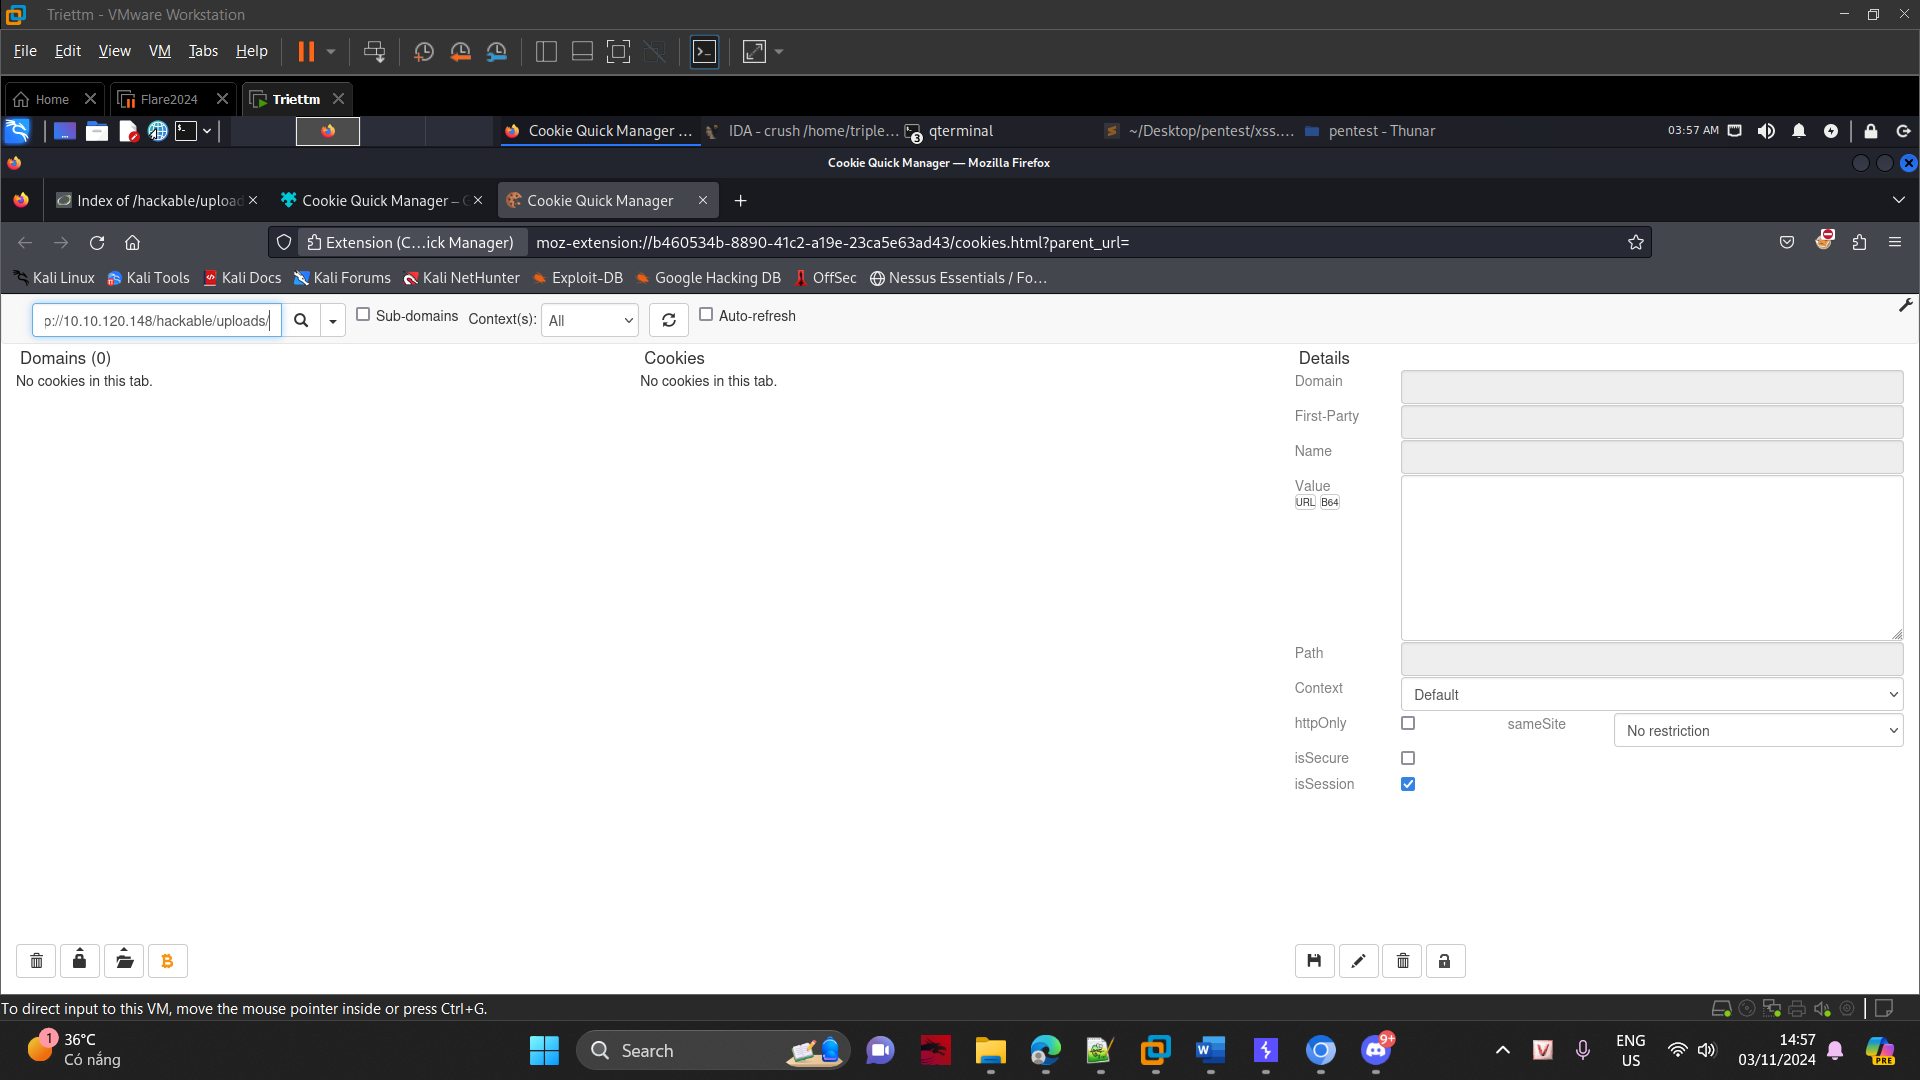 Triettm - VMware Workstation
File Edit View VM Tabs Help
Home Flare2024 Triettm
Cookie Quick Manager ... IDA - crush /home/triple... 3 qterminal ~/Desktop/pentest/xss.... pentest - Thunar 03:57 AM
Cookie Quick Manager — Mozilla Firefox
Index of /hackable/upload Cookie Quick Manager – Cookie Quick Manager
Extension (C...ick Manager) moz-extension://b460534b-8890-41c2-a19e-23ca5e63ad43/cookies.html?parent_url=
Kali Linux Kali Tools Kali Docs Kali Forums Kali NetHunter Exploit-DB Google Hacking DB OffSec Nessus Essentials / Fo...
p://10.10.120.148/hackable/uploads/ Sub-domains Context(s): All Auto-refresh
Domains (0) Cookies Details
No cookies in this tab. No cookies in this tab. Domain
First-Party
Name
Value
URL B64
Path
Context Default
httpOnly sameSite No restriction
isSecure
isSession
To direct input to this VM, move the mouse pointer inside or press Ctrl+G.
1 36°C
Có nắng
Search
9+
V
ENG
US
14:57
03/11/2024
PRE